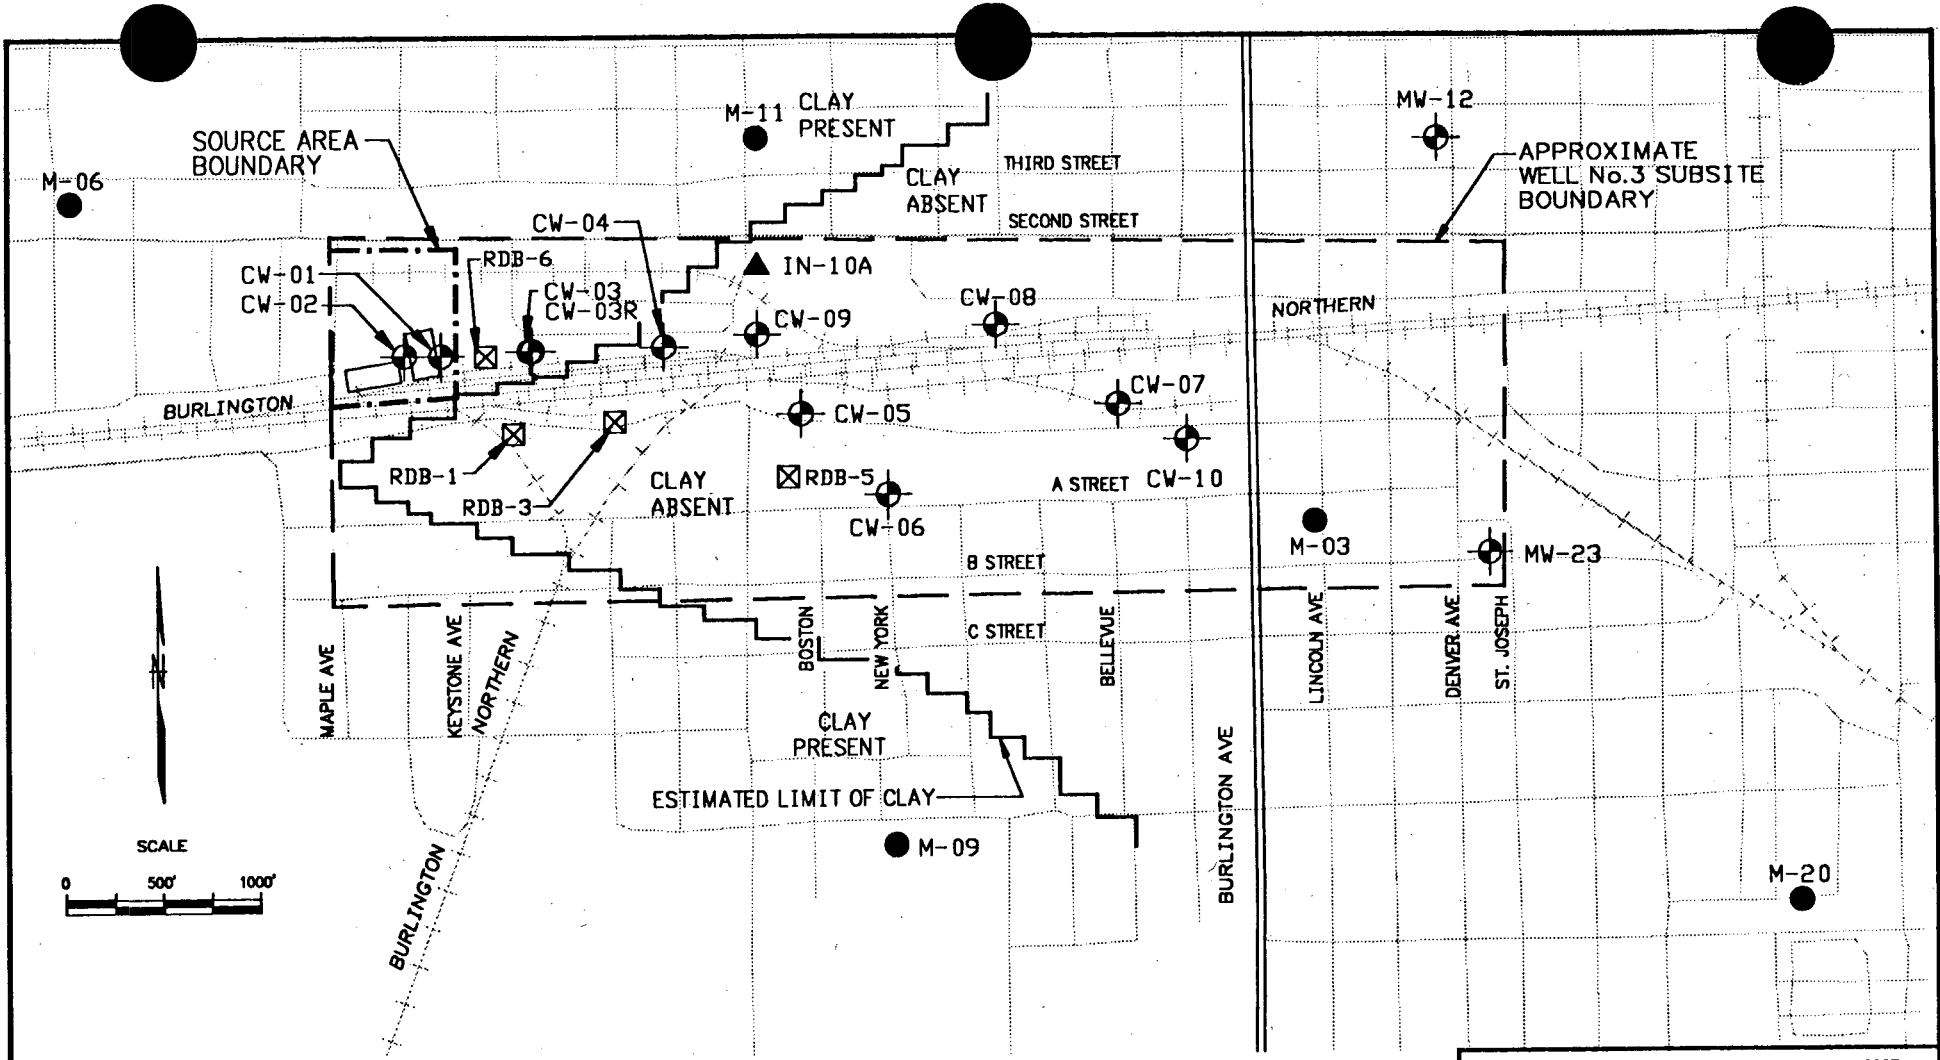 M-11
CLAY
PRESENT
MW-12
SOURCE AREA
BOUNDARY
THIRD STREET
APPROXIMATE
WELL No.3 SUBSITE
BOUNDARY
M-06
CLAY
ABSENT
CW-04
SECOND STREET
RDB-6
IN-10A
CW-01
CW-02
CW-03
CW-03R
CW-09
CW-08
NORTHERN
BURLINGTON
CW-05
CW-07
RDB-1
CLAY
ABSENT
RDB-5
A STREET
CW-10
RDB-3
CW-06
M-03
MW-23
B STREET
C STREET
MAPLE AVE
KEYSTONE AVE
NORTHERN
BOSTON
NEW YORK
BELLEVUE
LINCOLN AVE
DENVER AVE
ST. JOSEPH
CLAY
PRESENT
N
ESTIMATED LIMIT OF CLAY
BURLINGTON AVE
SCALE
0 500' 1000'
BURLINGTON
M-09
M-20